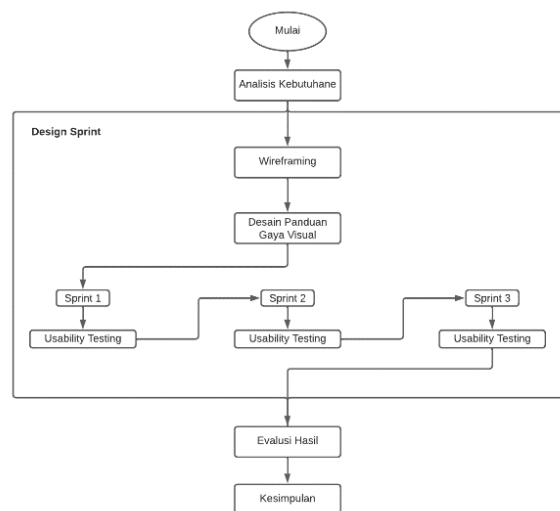 Mulai
Analisis Kebutuhane
Design Sprint
Wireframing
Desain Panduan
Gaya Visual
Sprint 1
Sprint 2
Sprint 3
Usability Testing
Usability Testing
Usability Testing
Evalusi Hasil
Kesimpulan